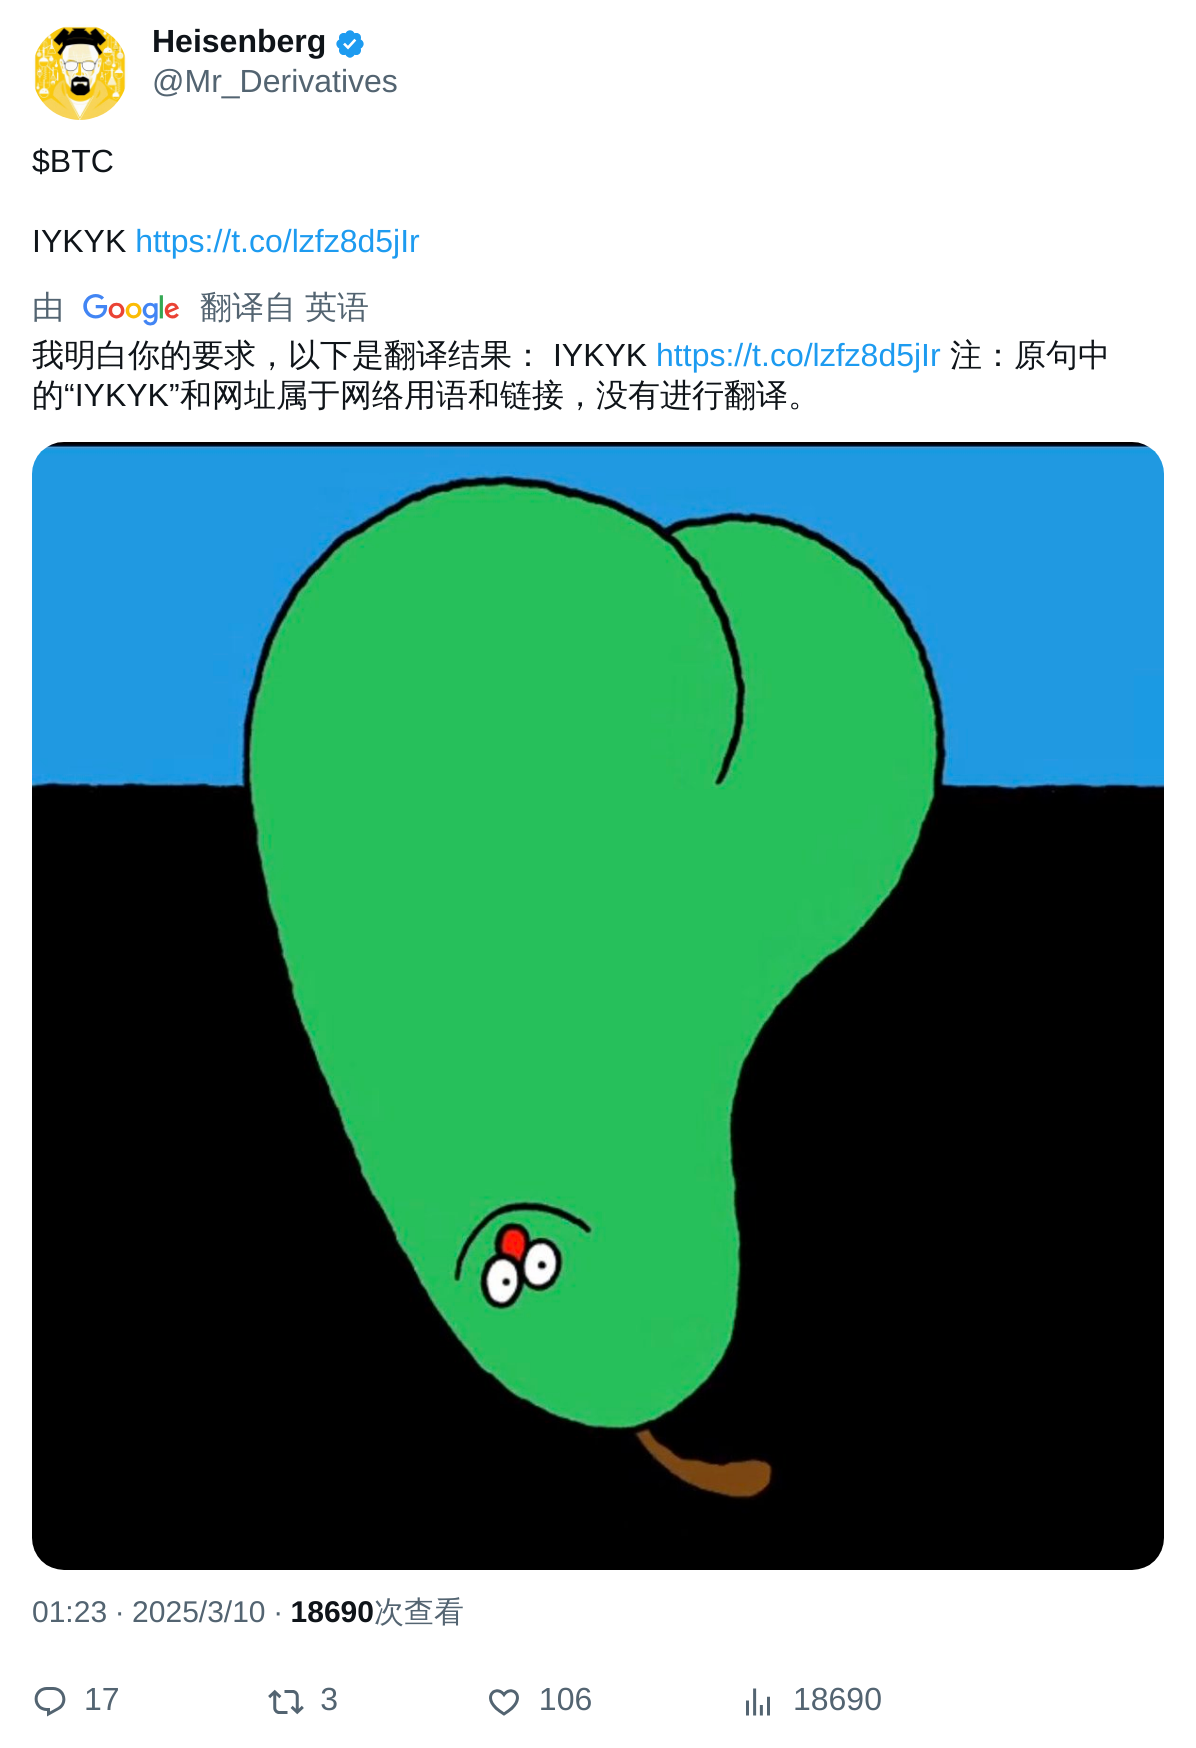 Heisenberg
@Mr_Derivatives
$BTC
IYKYK https://t.co/lzfz8d5jIr
由 Google 翻译自 英语
我明白你的要求，以下是翻译结果： IYKYK https://t.co/lzfz8d5jIr 注：原句中
的“IYKYK”和网址属于网络用语和链接，没有进行翻译。
01:23 · 2025/3/10 · 18690次查看
17 3 106 18690